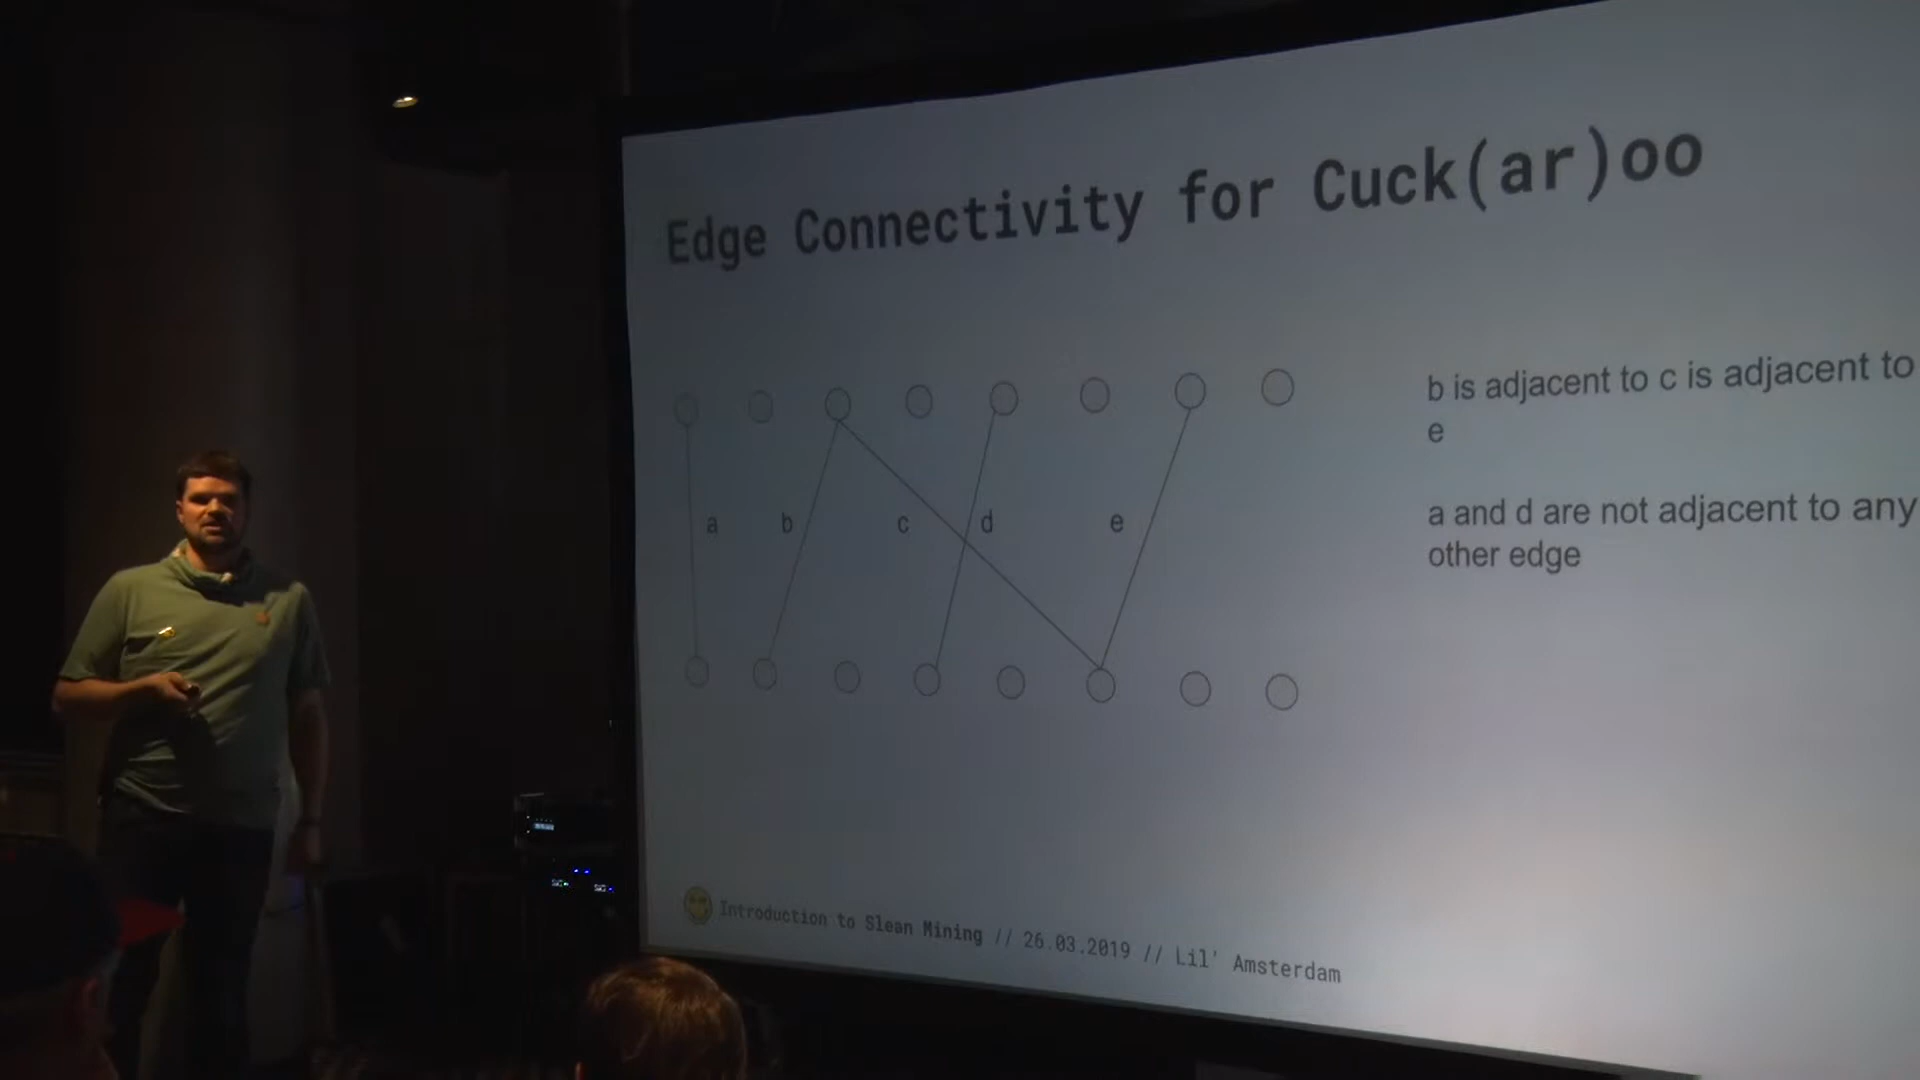 Edge Connectivity for Cuck(ar)oo
b is adjacent to c is adjacent to
e
a b c d e
a and d are not adjacent to any
other edge
Introduction to Slean Mining // 26.03.2019 // Lil' Amsterdam